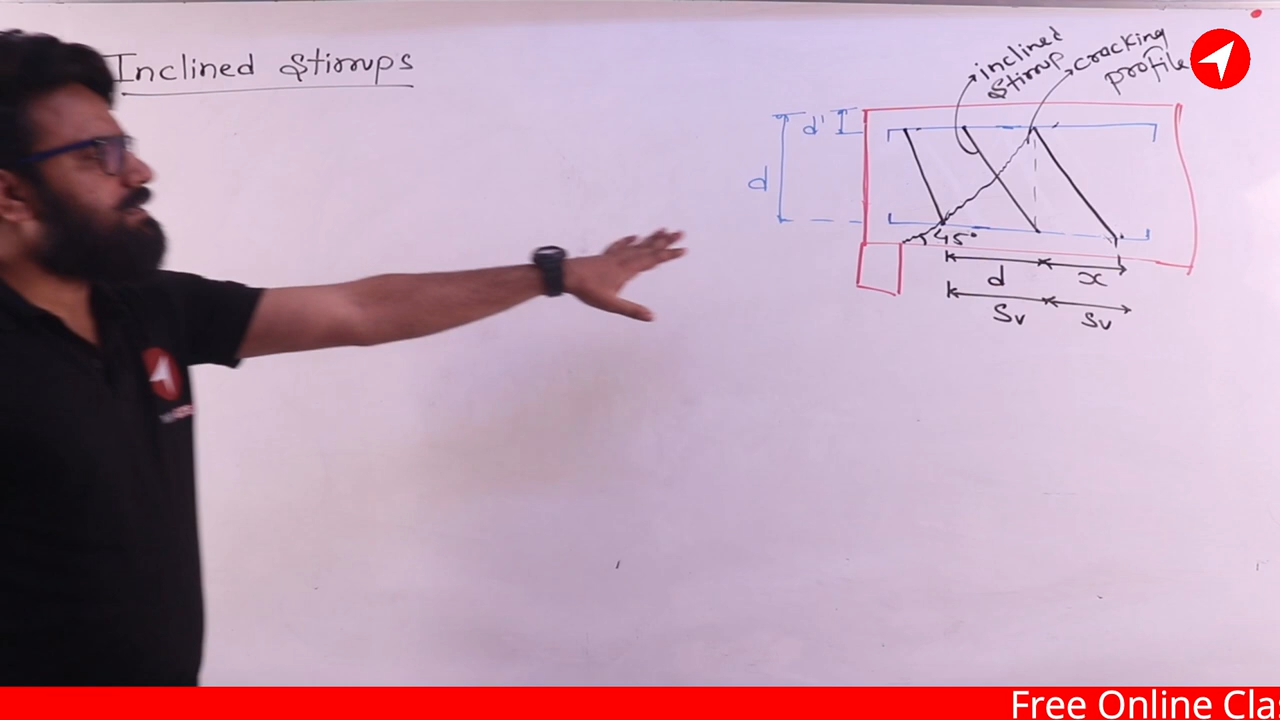 Inclined Stirrups
inclined
stirrup
cracking
profile
d'
d
45°
d
x
Sv
Sv
Free Online Cla